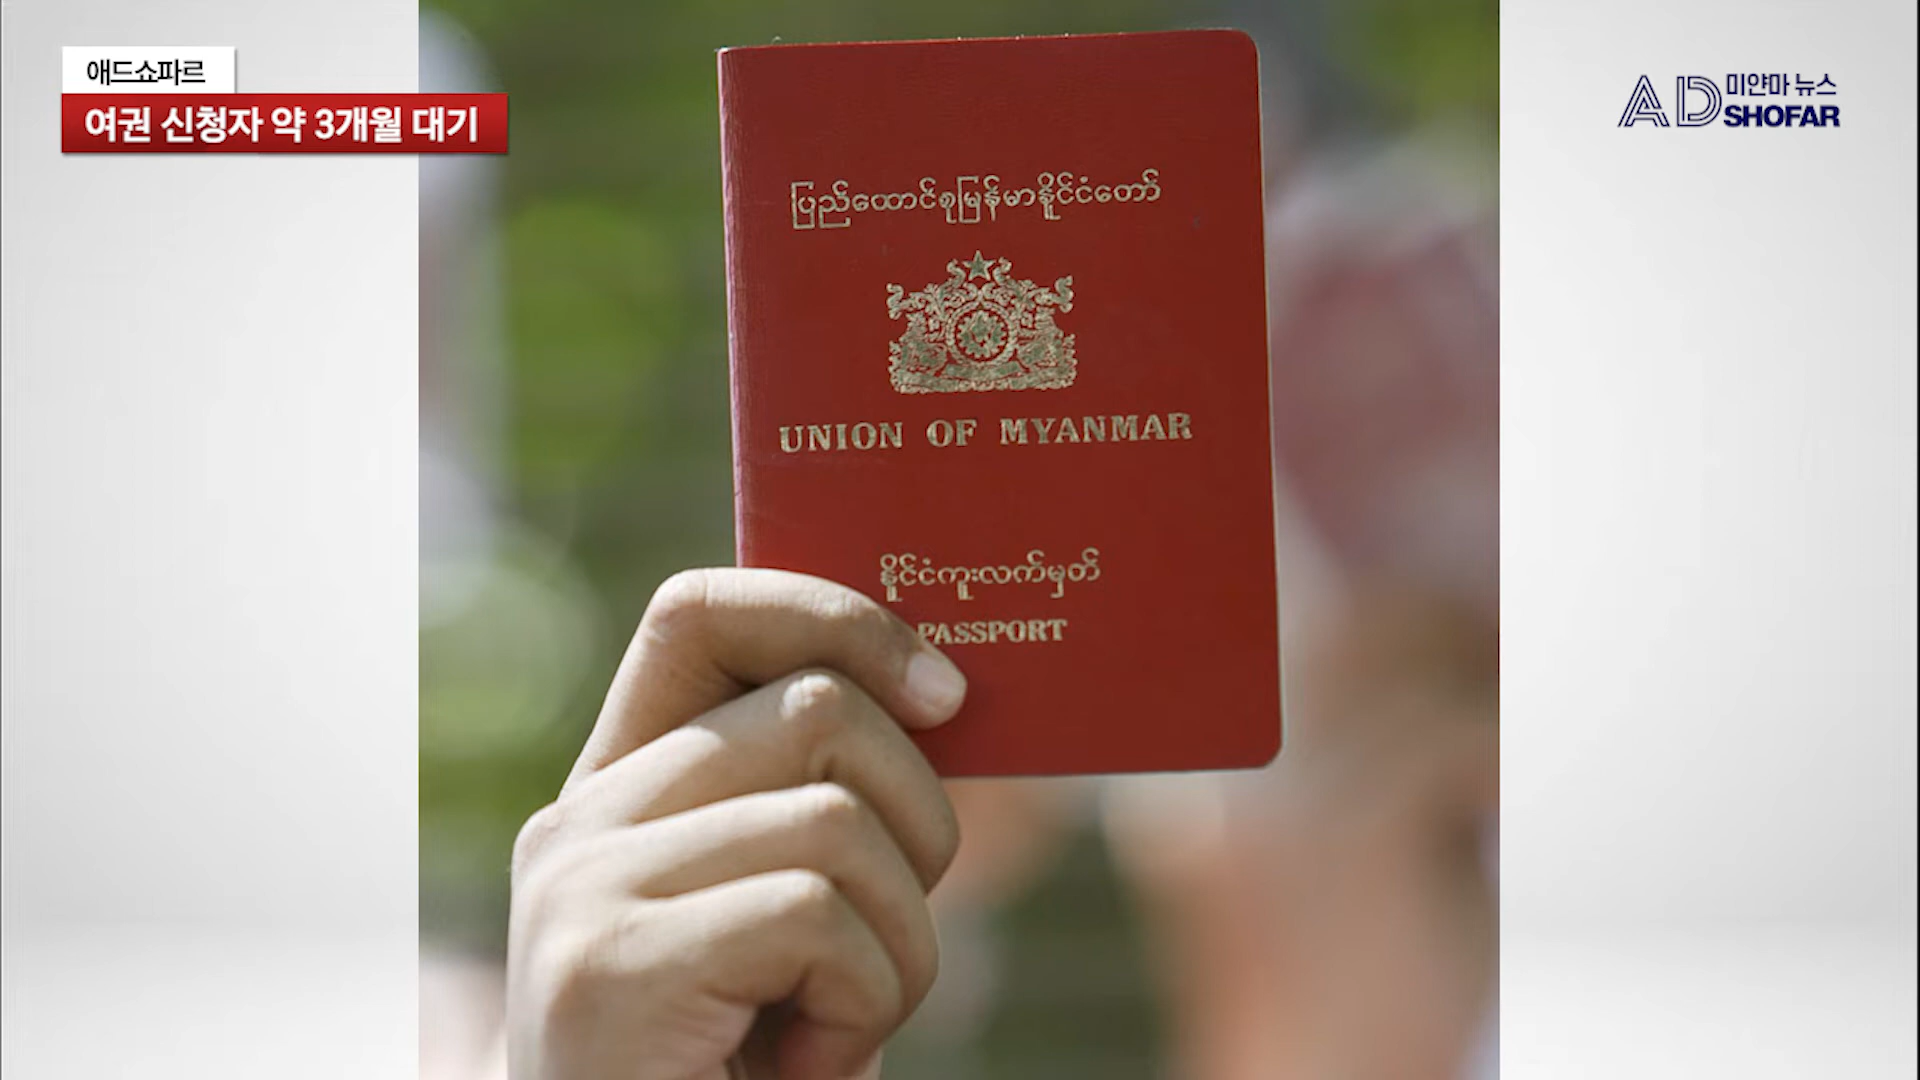 애드쇼파르
여권 신청자 약 3개월 대기
AD 미얀마 뉴스
SHOFAR
ပြည်ထောင်စုမြန်မာနိုင်ငံတော်
UNION OF MYANMAR
နိုင်ငံကူးလက်မှတ်
PASSPORT